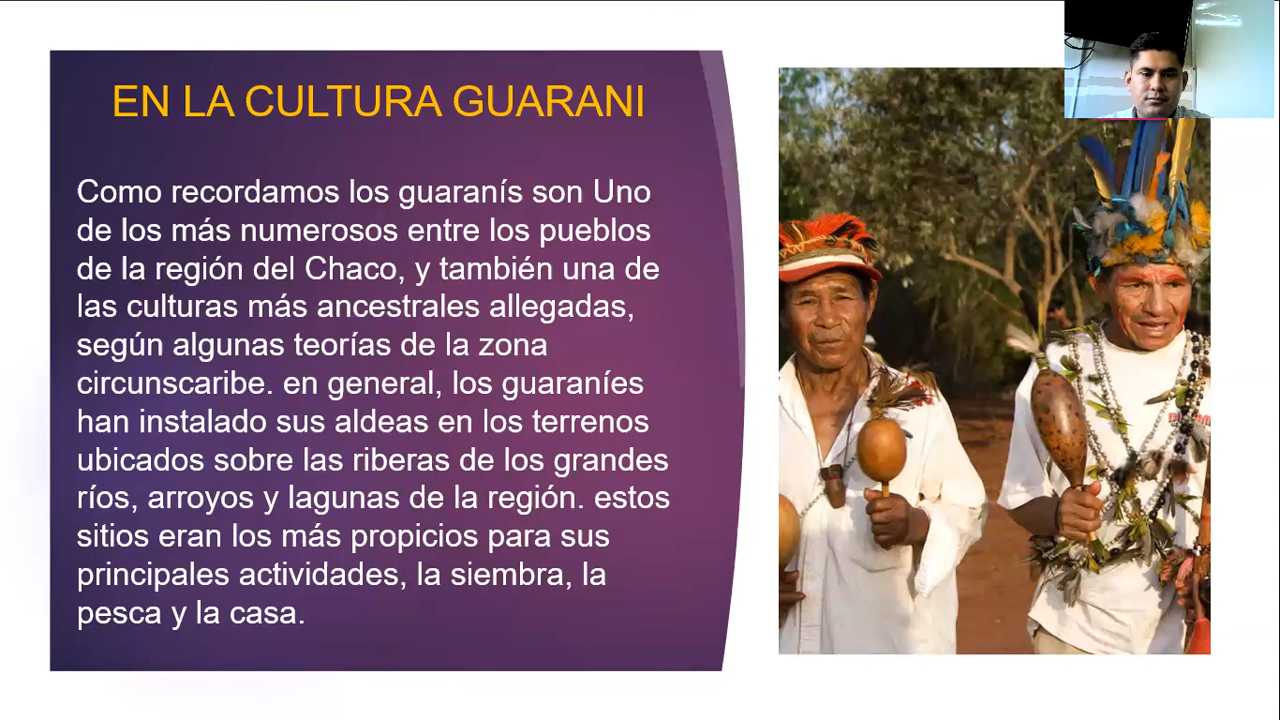 EN LA CULTURA GUARANI
Como recordamos los guaranís son Uno
de los más numerosos entre los pueblos
de la región del Chaco, y también una de
las culturas más ancestrales allegadas,
según algunas teorías de la zona
circunscaribe. en general, los guaraníes
han instalado sus aldeas en los terrenos
ubicados sobre las riberas de los grandes
ríos, arroyos y lagunas de la región. estos
sitios eran los más propicios para sus
principales actividades, la siembra, la
pesca y la casa.